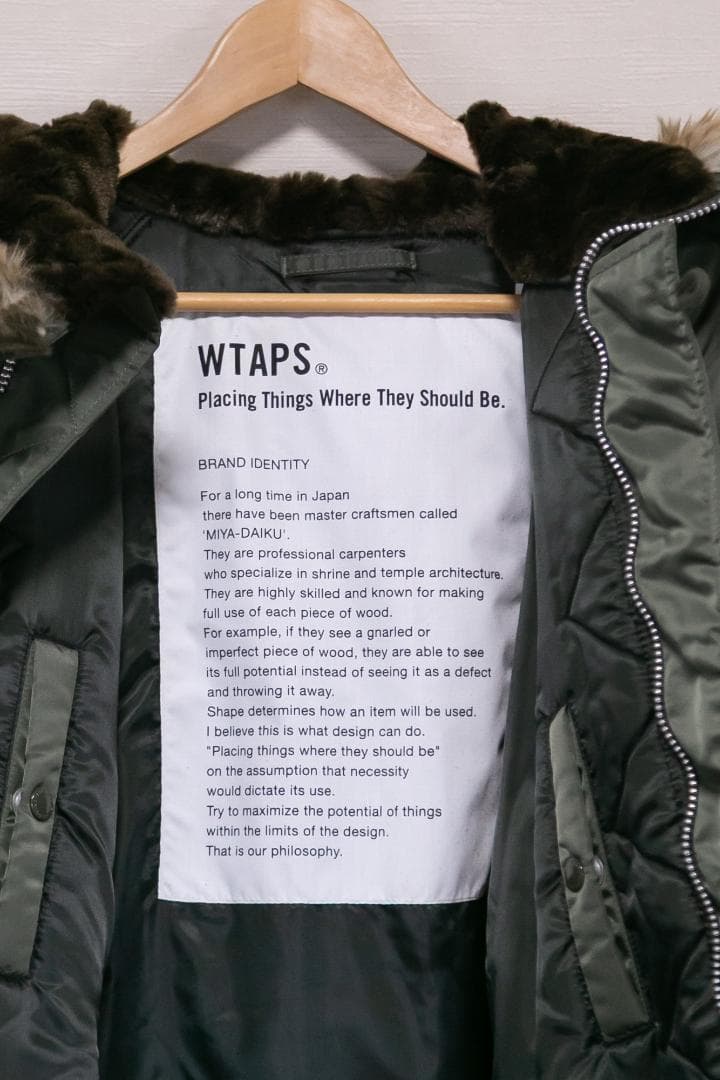 WTAPS®
Placing Things Where They Should Be.
BRAND IDENTITY
For a long time in Japan
there have been master craftsmen called
'MIYA-DAIKU'.
They are professional carpenters
who specialize in shrine and temple architecture.
They are highly skilled and known for making
full use of each piece of wood.
For example, if they see a gnarled or
imperfect piece of wood, they are able to see
its full potential instead of seeing it as a defect
and throwing it away.
Shape determines how an item will be used.
I believe this is what design can do.
"Placing things where they should be"
on the assumption that necessity
would dictate its use.
Try to maximize the potential of things
within the limits of the design.
That is our philosophy.